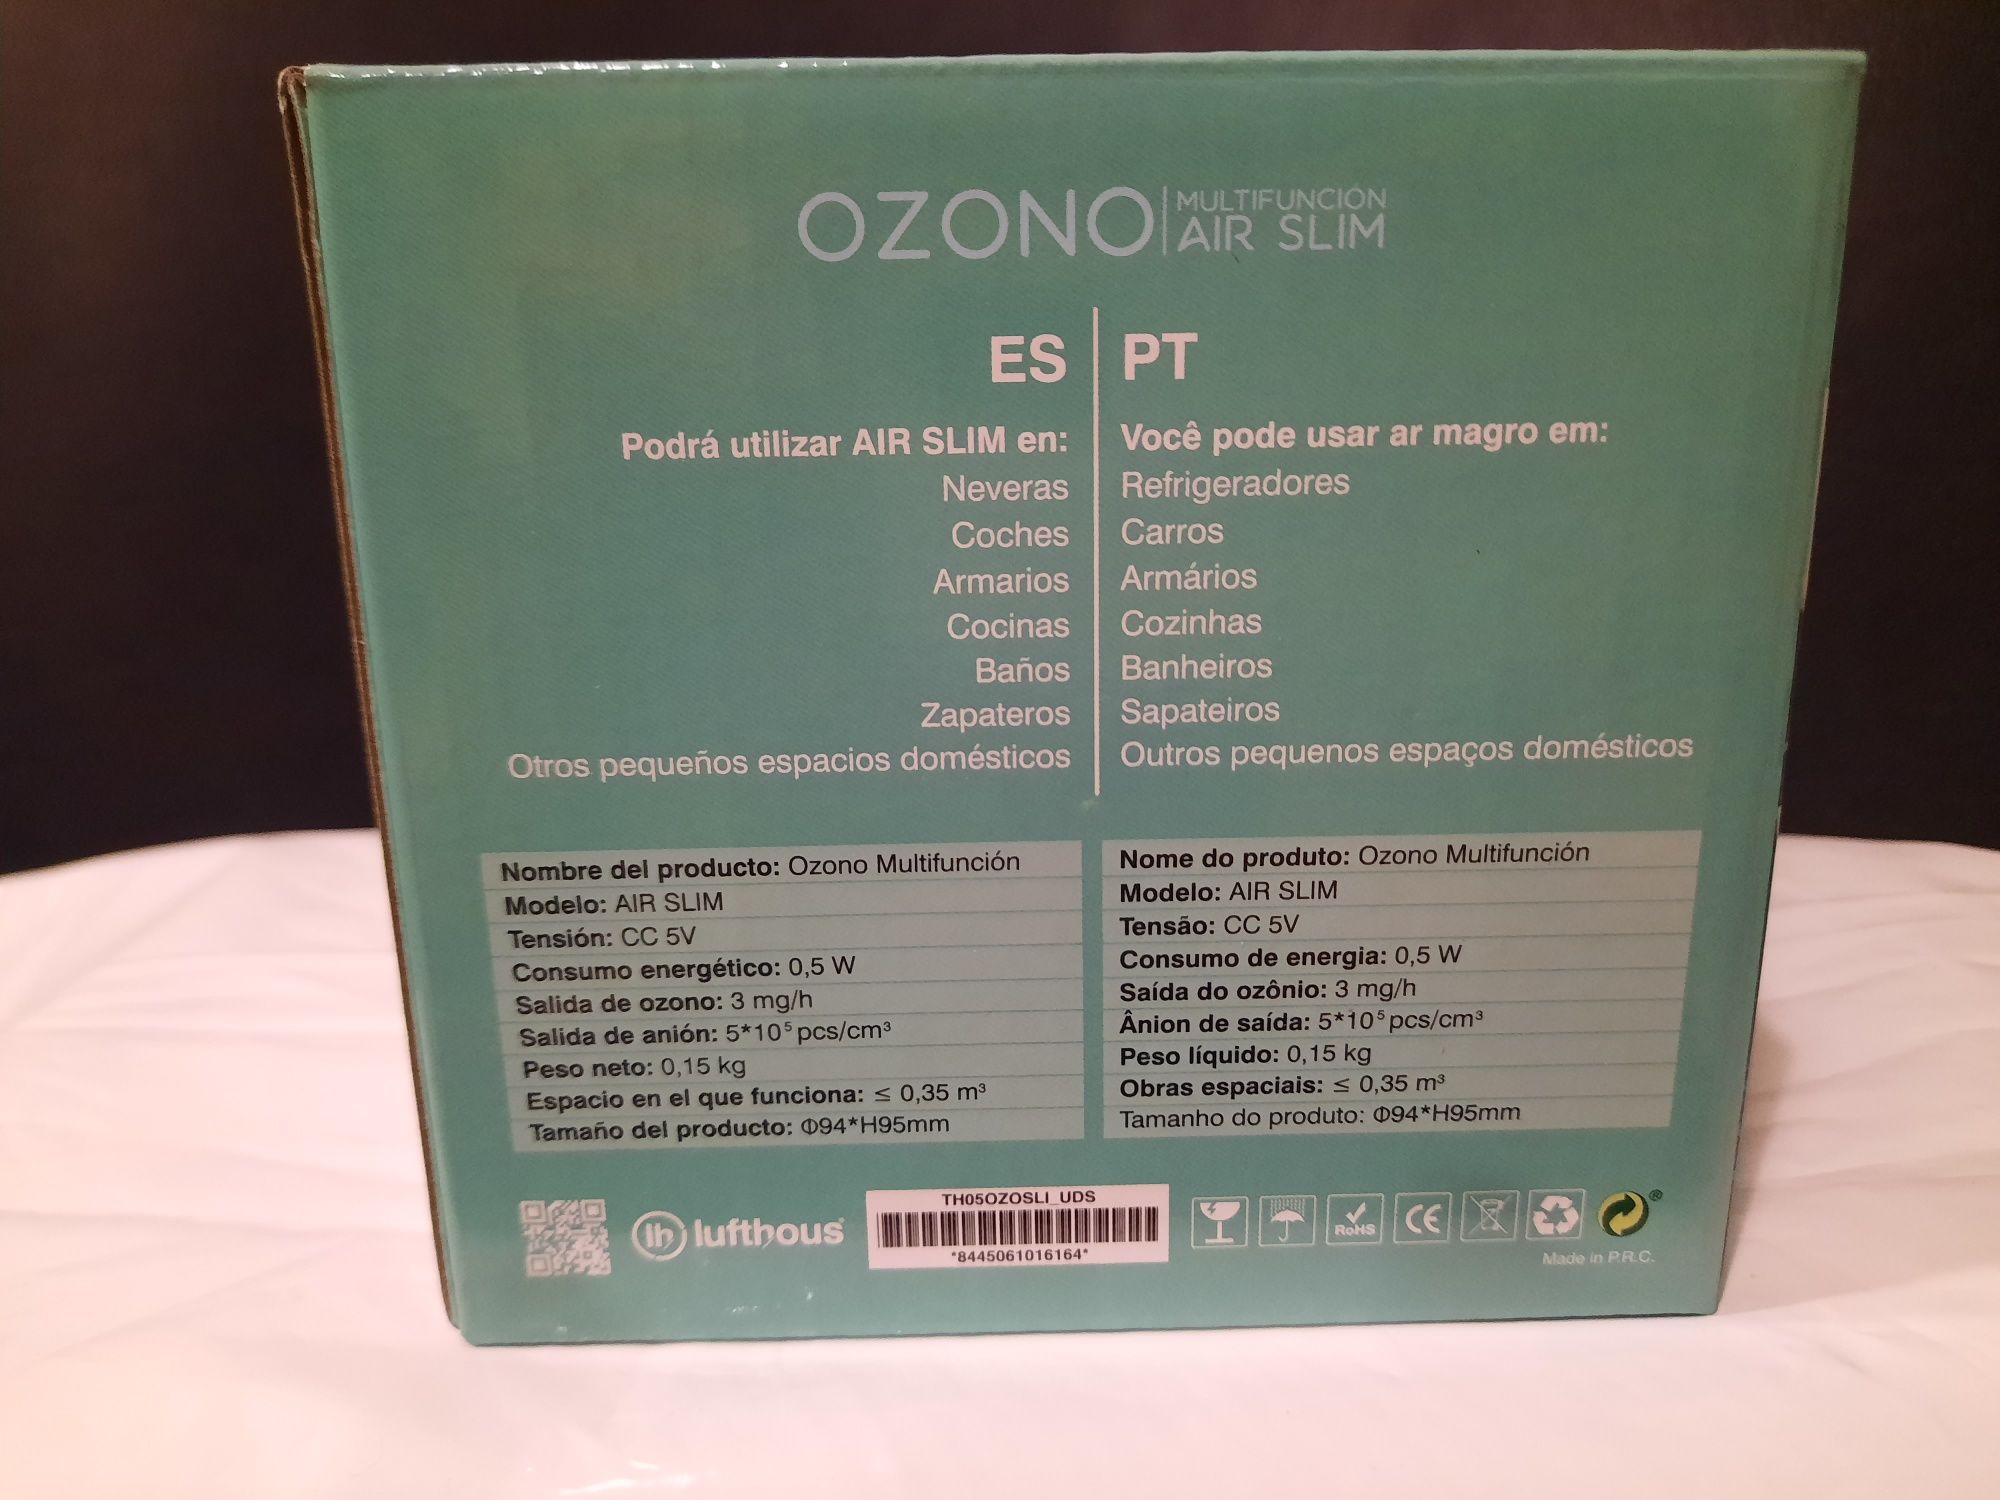 OZONO
MULTIFUNCIÓN
AIR SLIM
ES
Podrá utilizar AIR SLIM en:
Neveras
Coches
Armarios
Cocinas
Baños
Zapateros
Otros pequeños espacios domésticos
PT
Você pode usar ar magro em:
Refrigeradores
Carros
Armários
Cozinhas
Banheiros
Sapateiros
Outros pequenos espaços domésticos
Nombre del producto: Ozono Multifunción
Modelo: AIR SLIM
Tensión: CC 5V
Consumo energético: 0,5 W
Salida de ozono: 3 mg/h
Salida de anión: 5*10⁵ pcs/cm³
Peso neto: 0,15 kg
Espacio en el que funciona: ≤ 0,35 m³
Tamaño del producto: Φ94*H95mm
Nome do produto: Ozono Multifunción
Modelo: AIR SLIM
Tensão: CC 5V
Consumo de energia: 0,5 W
Saída do ozônio: 3 mg/h
Ânion de saída: 5*10⁵ pcs/cm³
Peso líquido: 0,15 kg
Obras espaciais: ≤ 0,35 m³
Tamanho do produto: Φ94*H95mm
lh lufthous
TH05OZOSLI_UDS
*8445061016164*
RoHS
CE
®
Made in P.R.C.